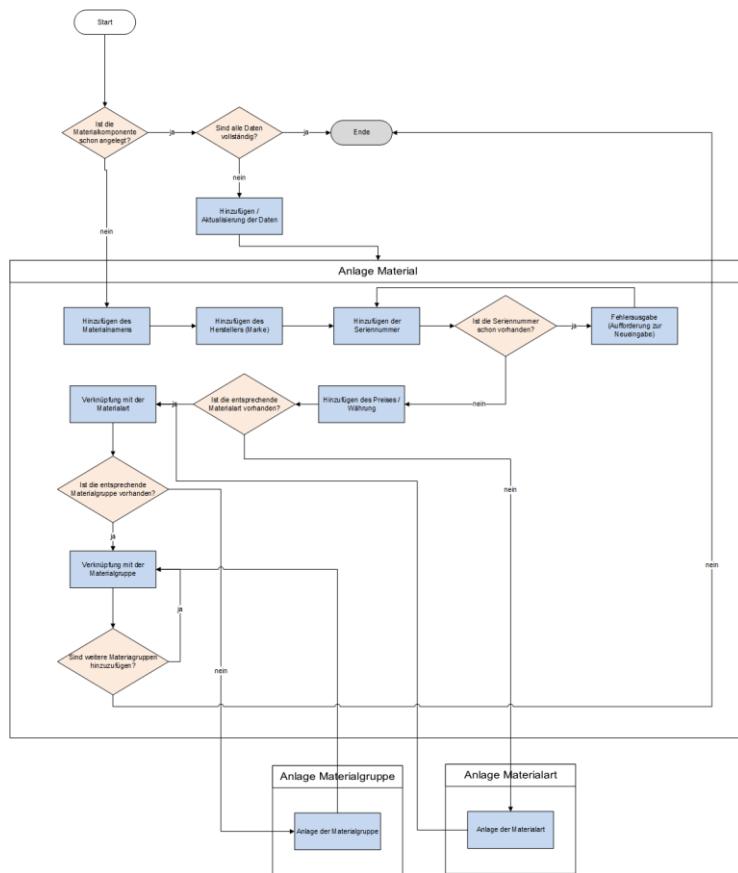 Start
Ist die
Materialkomponente
schon angelegt?
ja
Sind alle Daten
vollständig?
ja
Ende
nein
Hinzufügen /
Aktualisierung der Daten
nein
Anlage Material
Hinzufügen des
Materialnamens
Hinzufügen des
Herstellers (Marke)
Hinzufügen der
Seriennummer
Ist die Seriennummer
schon vorhanden?
ja
Fehlerausgabe
(Aufforderung zur
Neueingabe)
nein
Hinzufügen des Preises /
Währung
Ist die entsprechende
Materialart vorhanden?
ja
Verknüpfung mit der
Materialart
nein
Ist die entsprechende
Materialgruppe vorhanden?
ja
Verknüpfung mit der
Materialgruppe
ja
Sind weitere Materiagruppen
hinzuzufügen?
nein
nein
Anlage Materialgruppe
Anlage der Materialgruppe
Anlage Materialart
Anlage der Materialart